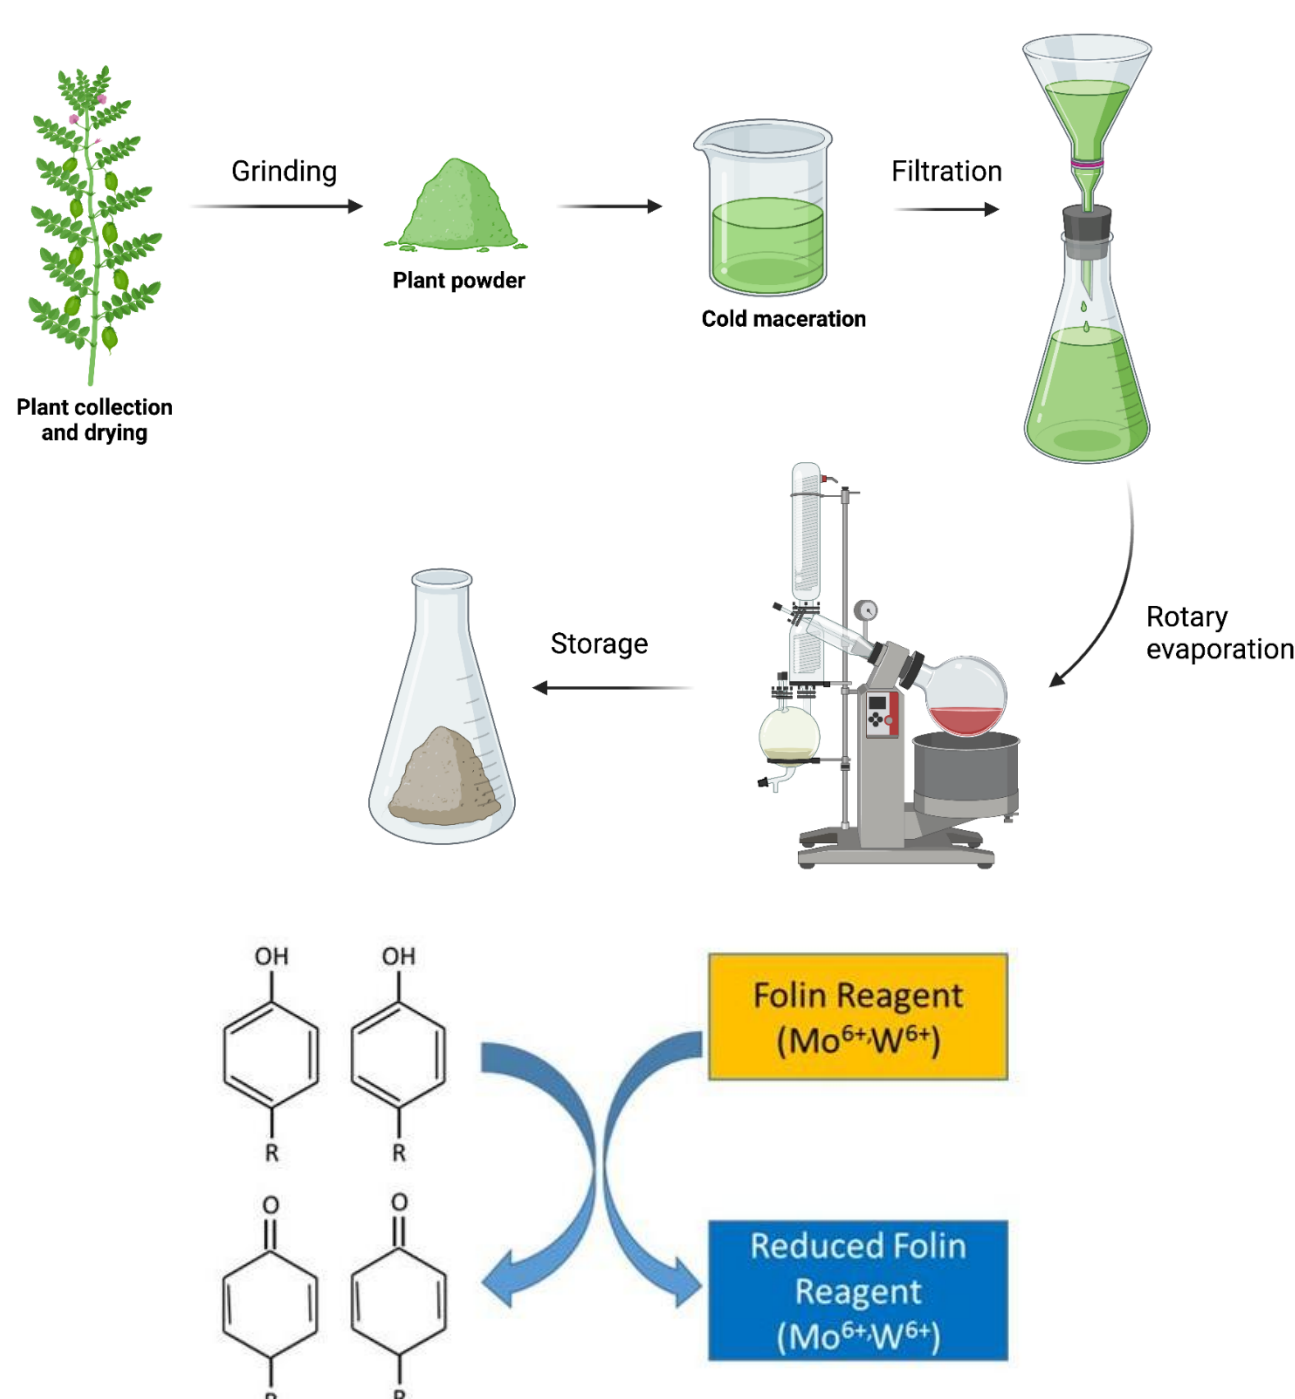 Grinding
Filtration
Plant powder
Cold maceration
Plant collection
and drying
Rotary
evaporation
Storage
OH
OH
R
R
Folin Reagent
(Mo⁶⁺,W⁶⁺)
O
O
R
R
Reduced Folin
Reagent
(Mo⁶⁺,W⁶⁺)